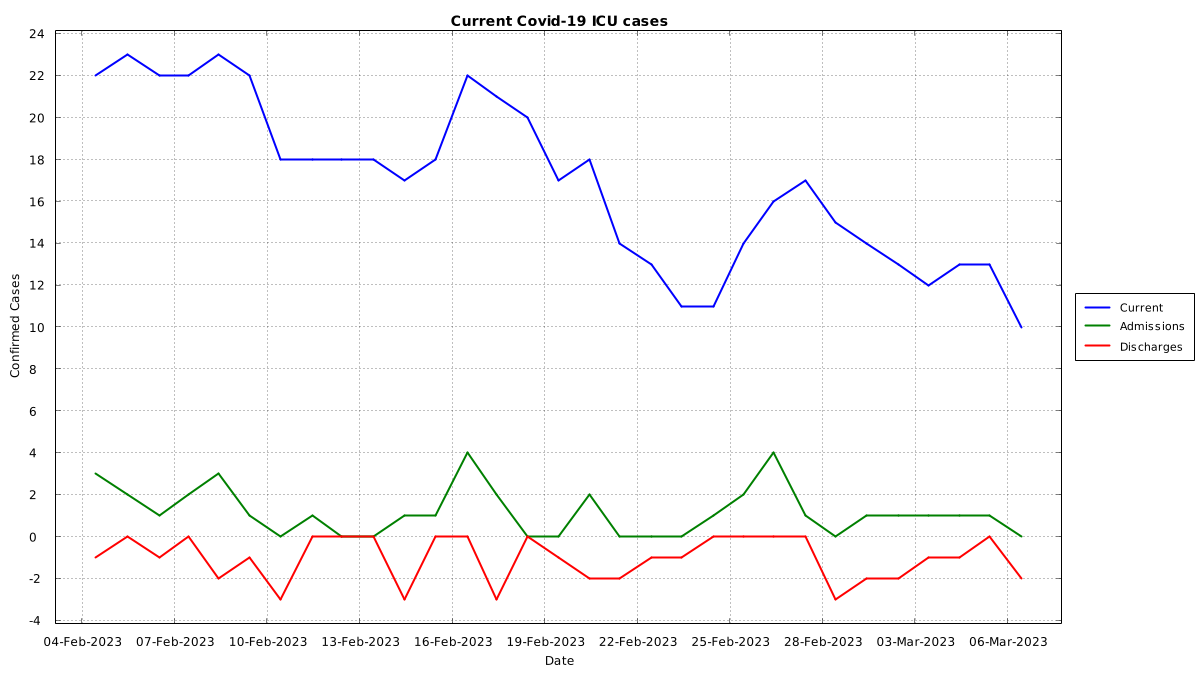 Current Covid-19 ICU cases
24
22
20
18
16
14
12
10
8
6
4
2
0
-2
-4
Confirmed Cases
04-Feb-2023 07-Feb-2023 10-Feb-2023 13-Feb-2023 16-Feb-2023 19-Feb-2023 22-Feb-2023 25-Feb-2023 28-Feb-2023 03-Mar-2023 06-Mar-2023
Date
Current
Admissions
Discharges